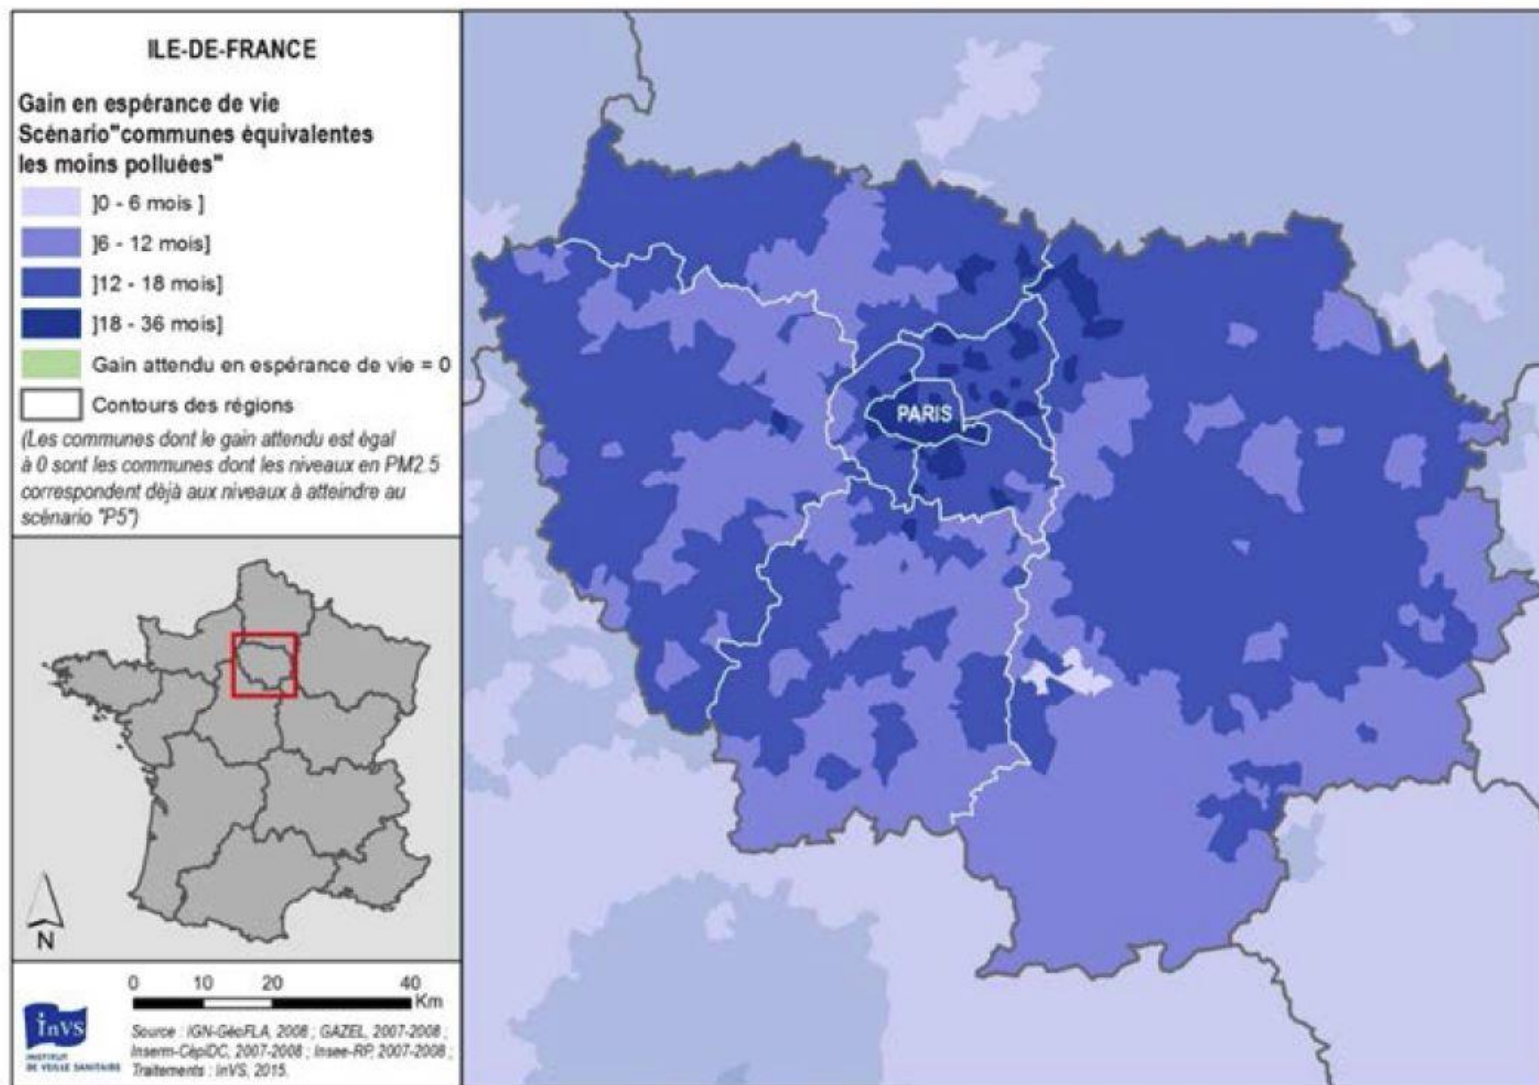 ILE-DE-FRANCE
Gain en espérance de vie
Scénario"communes équivalentes
les moins polluées"
]0 - 6 mois ]
]6 - 12 mois]
]12 - 18 mois]
]18 - 36 mois]
Gain attendu en espérance de vie = 0
Contours des régions
(Les communes dont le gain attendu est égal
à 0 sont les communes dont les niveaux en PM2.5
correspondent déjà aux niveaux à atteindre au
scénario "P5")
PARIS
N
0 10 20 40
Km
InVS
INSTITUT
DE VEILLE SANITAIRE
Source : IGN-GéoFLA, 2008 ; GAZEL, 2007-2008 ;
Inserm-CépiDC, 2007-2008 ; Insee-RP, 2007-2008 ;
Traitements : InVS, 2015.